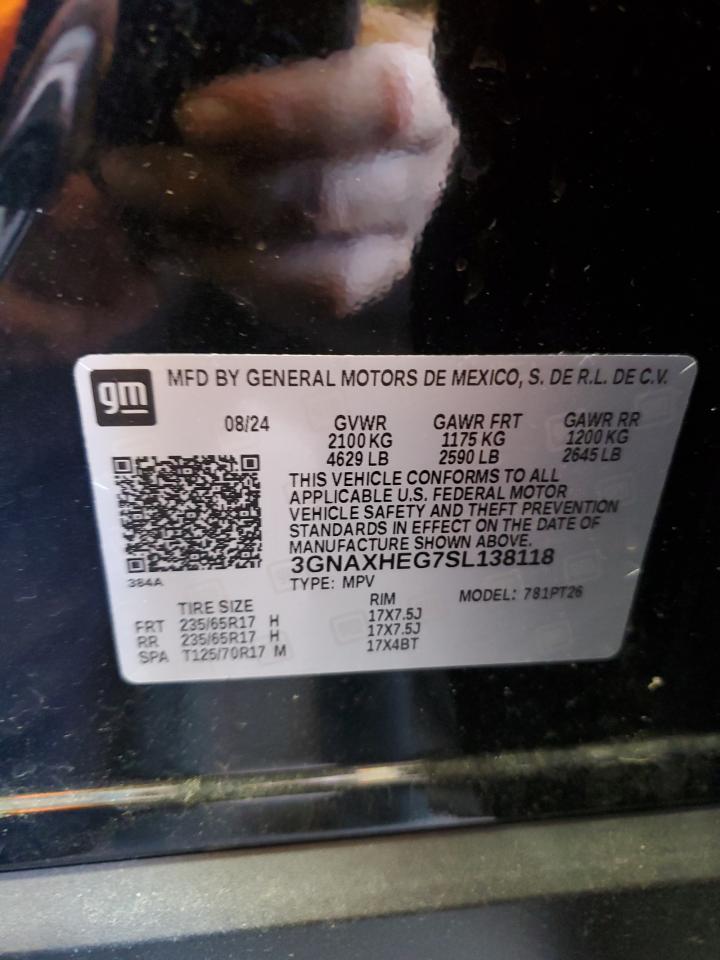 gm MFD BY GENERAL MOTORS DE MEXICO, S. DE R.L. DE C.V.
08/24 GVWR GAWR FRT GAWR RR
2100 KG 1175 KG 1200 KG
4629 LB 2590 LB 2645 LB
THIS VEHICLE CONFORMS TO ALL
APPLICABLE U.S. FEDERAL MOTOR
VEHICLE SAFETY AND THEFT PREVENTION
STANDARDS IN EFFECT ON THE DATE OF
MANUFACTURE SHOWN ABOVE.
3GNAXHEG7SL138118
384A
TYPE: MPV MODEL: 781PT26
TIRE SIZE RIM
FRT 235/65R17 H 17X7.5J
RR 235/65R17 H 17X7.5J
SPA T125/70R17 M 17X4BT